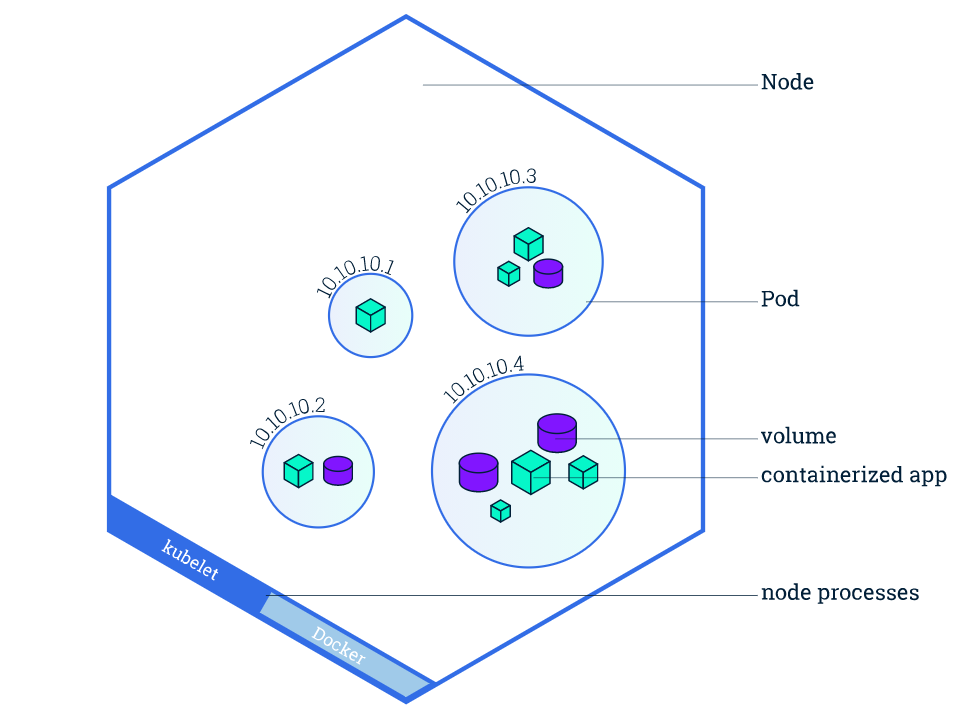 Node
10.10.10.3
10.10.10.1
Pod
10.10.10.4
10.10.10.2
volume
containerized app
kubelet
node processes
Docker